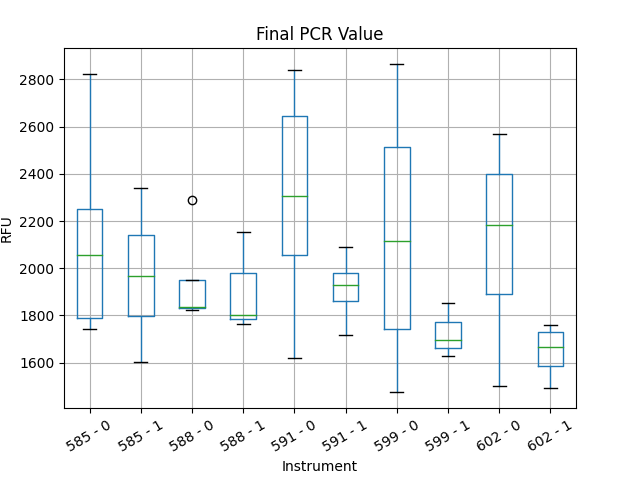 Final PCR Value
2800
2600
2400
2200
2000
1800
1600
RFU
585 - 0
585 - 1
588 - 0
588 - 1
591 - 0
591 - 1
599 - 0
599 - 1
602 - 0
602 - 1
Instrument